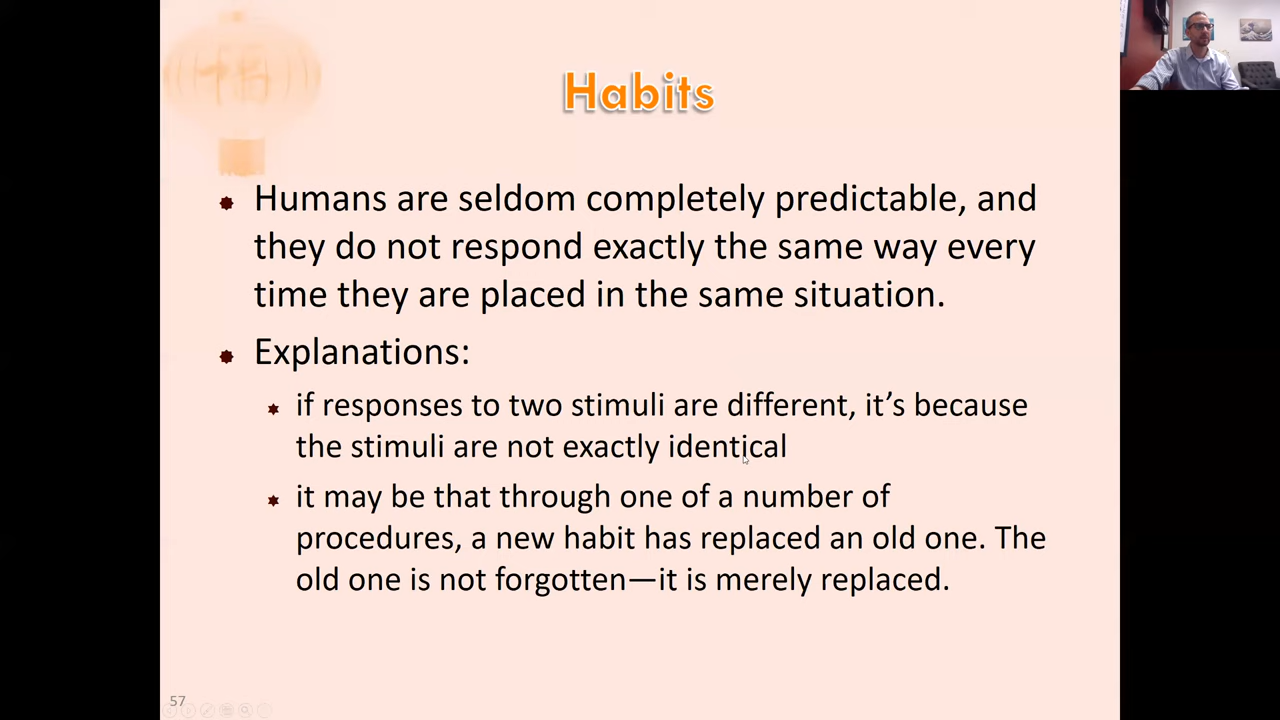 Habits
Humans are seldom completely predictable, and
they do not respond exactly the same way every
time they are placed in the same situation.
Explanations:
if responses to two stimuli are different, it’s because
the stimuli are not exactly identical
it may be that through one of a number of
procedures, a new habit has replaced an old one. The
old one is not forgotten—it is merely replaced.
57